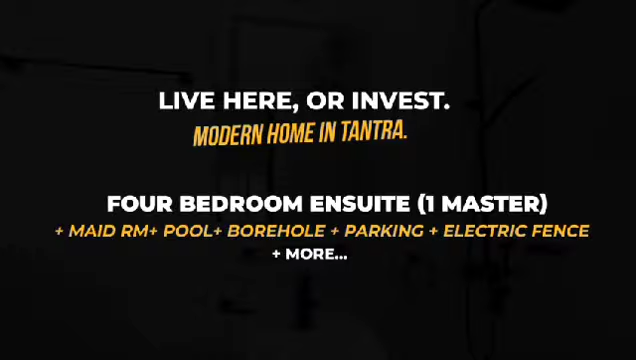 LIVE HERE, OR INVEST.
MODERN HOME IN TANTRA.
FOUR BEDROOM ENSUITE (1 MASTER)
+ MAID RM+ POOL+ BOREHOLE + PARKING + ELECTRIC FENCE
+ MORE...